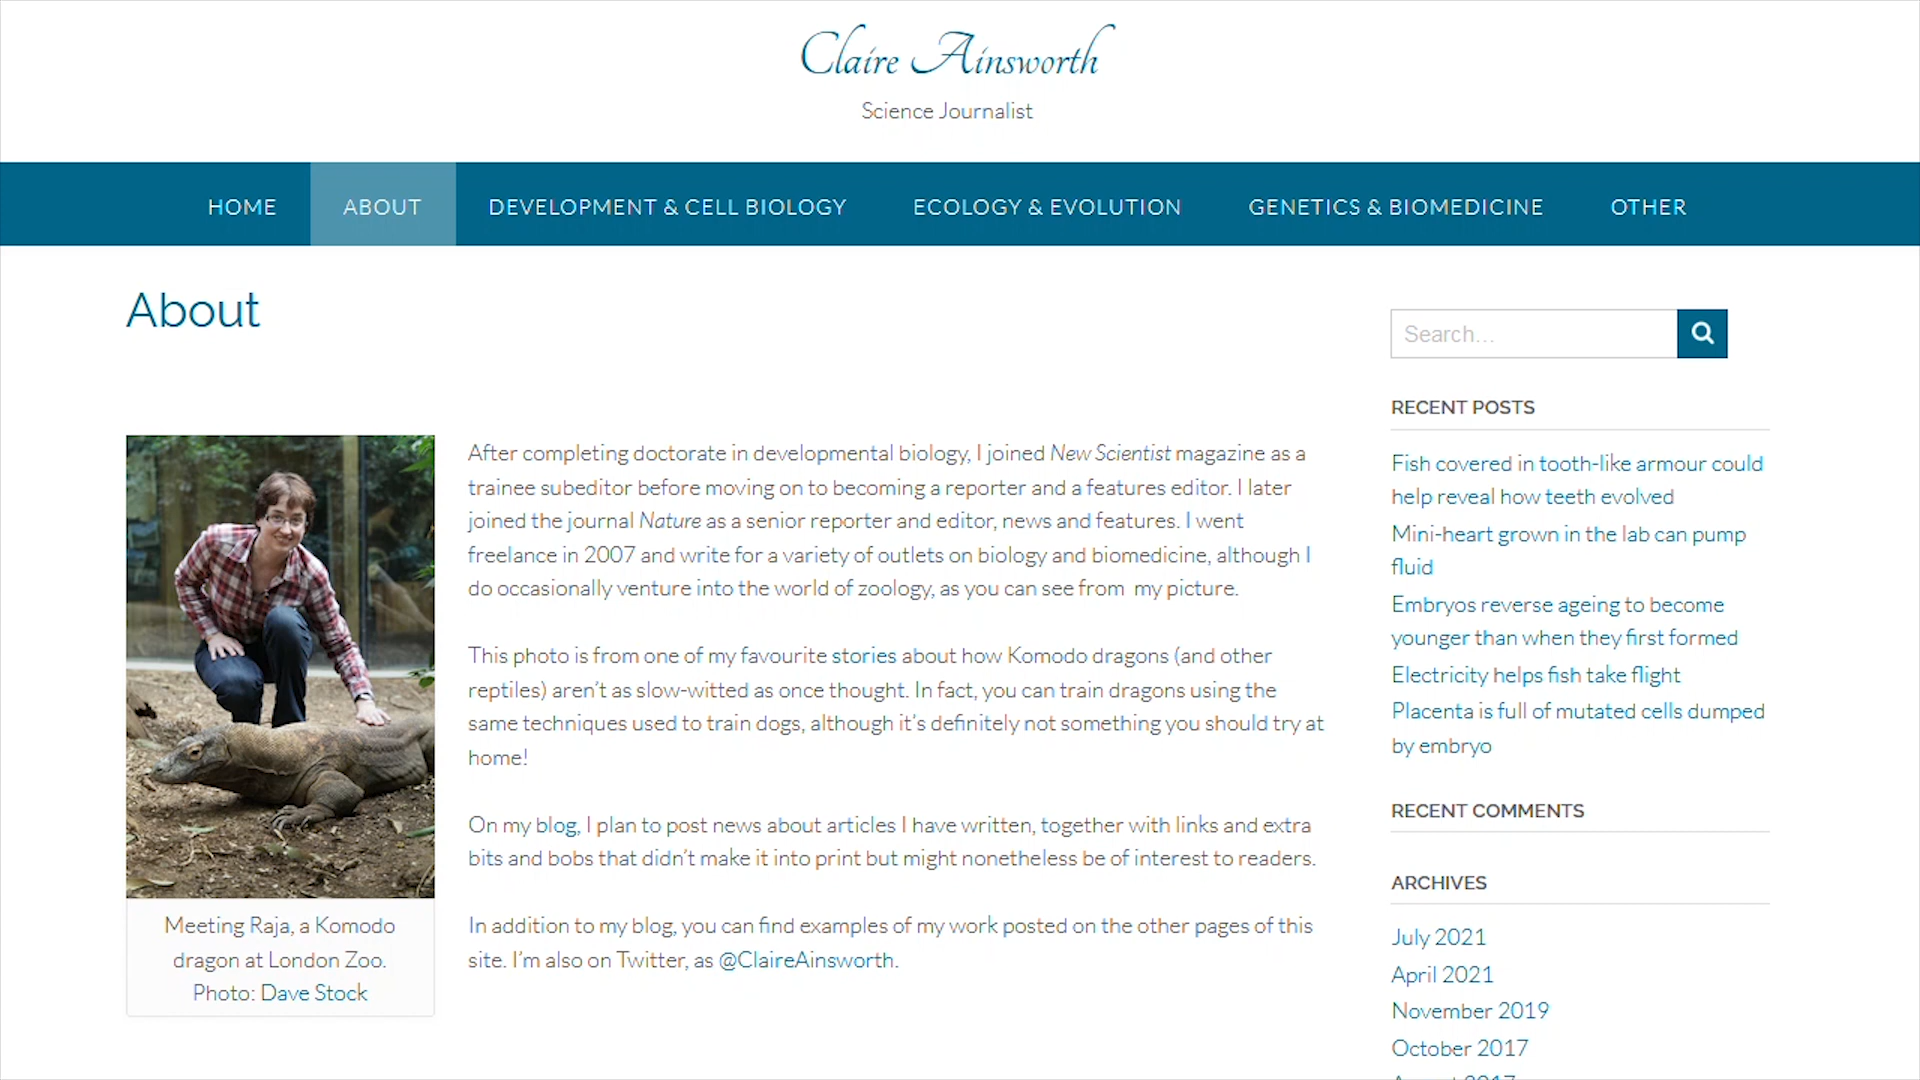 Claire Ainsworth
Science Journalist
HOME
ABOUT
DEVELOPMENT & CELL BIOLOGY
ECOLOGY & EVOLUTION
GENETICS & BIOMEDICINE
OTHER
About
After completing doctorate in developmental biology, I joined New Scientist magazine as a
trainee subeditor before moving on to becoming a reporter and a features editor. I later
joined the journal Nature as a senior reporter and editor, news and features. I went
freelance in 2007 and write for a variety of outlets on biology and biomedicine, although I
do occasionally venture into the world of zoology, as you can see from my picture.
This photo is from one of my favourite stories about how Komodo dragons (and other
reptiles) aren't as slow-witted as once thought. In fact, you can train dragons using the
same techniques used to train dogs, although it's definitely not something you should try at
home!
On my blog, I plan to post news about articles I have written, together with links and extra
bits and bobs that didn't make it into print but might nonetheless be of interest to readers.
In addition to my blog, you can find examples of my work posted on the other pages of this
site. I'm also on Twitter, as @ClaireAinsworth.
Meeting Raja, a Komodo
dragon at London Zoo.
Photo: Dave Stock
Search...
RECENT POSTS
Fish covered in tooth-like armour could
help reveal how teeth evolved
Mini-heart grown in the lab can pump
fluid
Embryos reverse ageing to become
younger than when they first formed
Electricity helps fish take flight
Placenta is full of mutated cells dumped
by embryo
RECENT COMMENTS
ARCHIVES
July 2021
April 2021
November 2019
October 2017